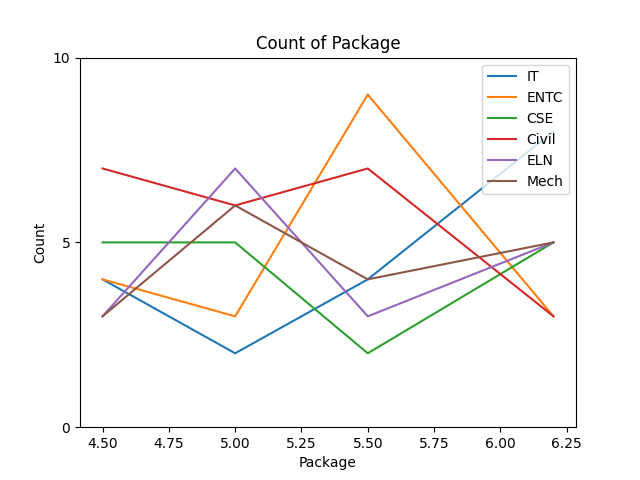 Count of Package
10
5
0
Count
IT
ENTC
CSE
Civil
ELN
Mech
4.50 4.75 5.00 5.25 5.50 5.75 6.00 6.25
Package